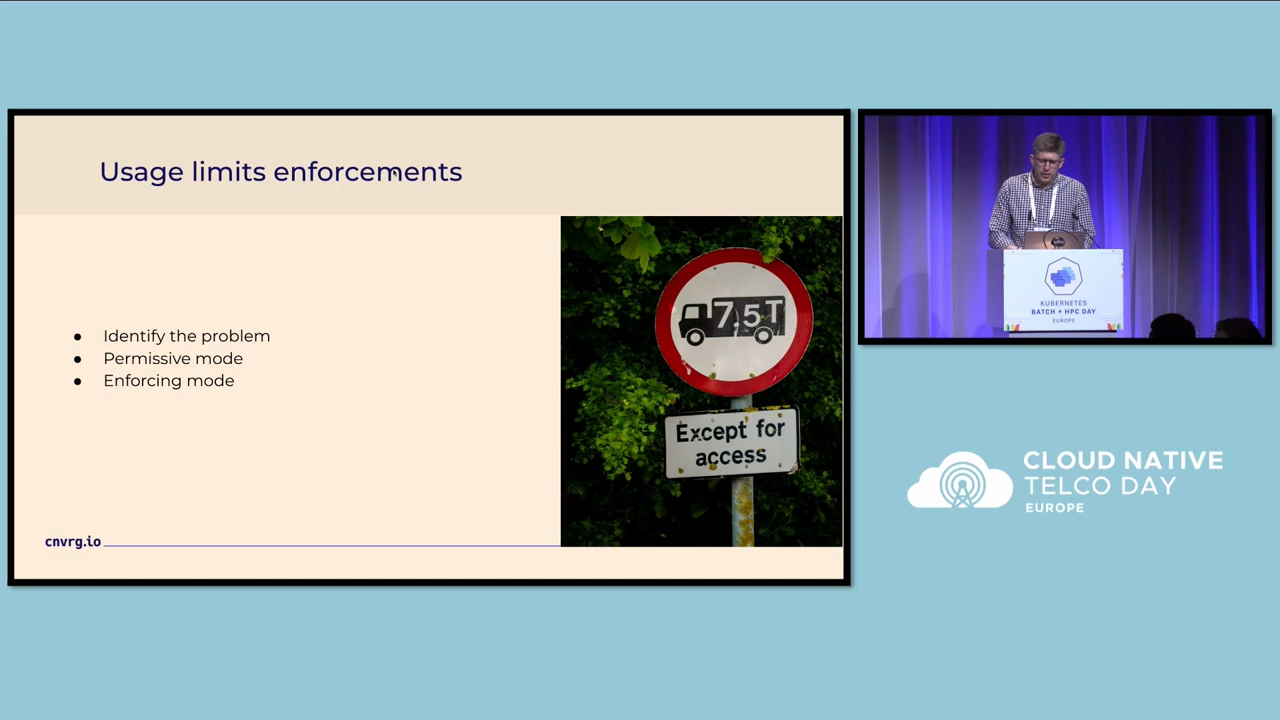 Usage limits enforcements
● Identify the problem
● Permissive mode
● Enforcing mode
7.5T
Except for
access
cnvrg.io
KUBERNETES
BATCH + HPC DAY
EUROPE
CLOUD NATIVE
TELCO DAY
EUROPE